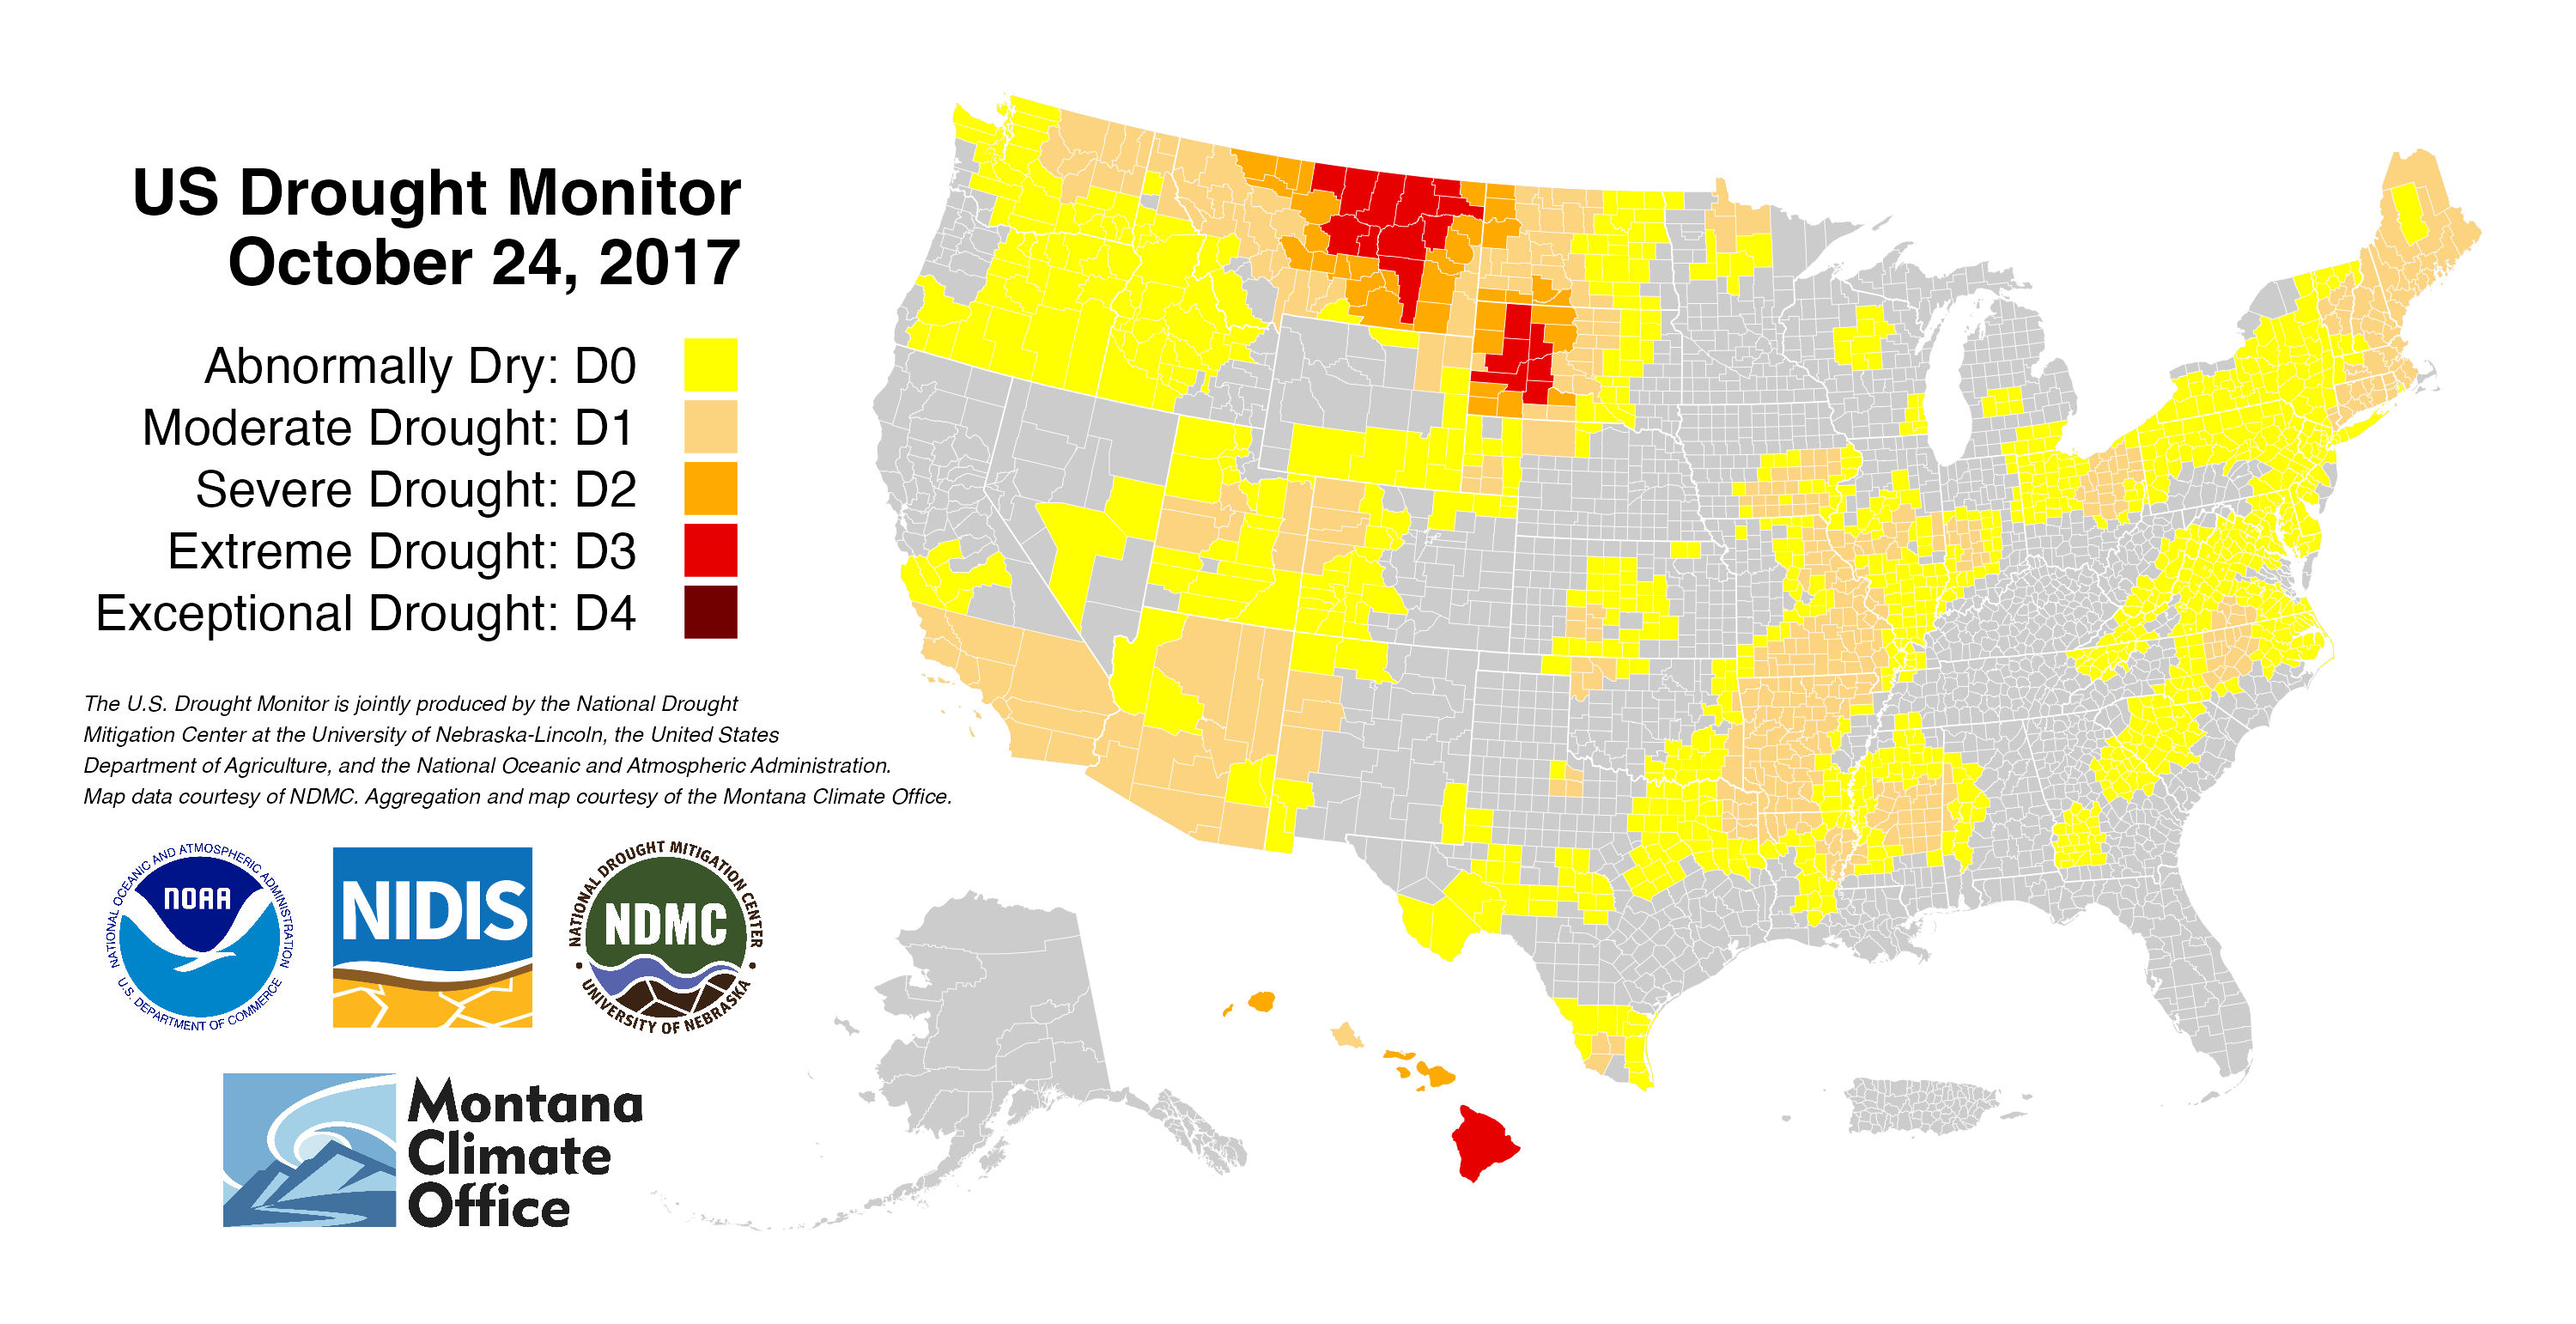 US Drought Monitor
October 24, 2017
Abnormally Dry: D0
Moderate Drought: D1
Severe Drought: D2
Extreme Drought: D3
Exceptional Drought: D4
The U.S. Drought Monitor is jointly produced by the National Drought
Mitigation Center at the University of Nebraska-Lincoln, the United States
Department of Agriculture, and the National Oceanic and Atmospheric Administration.
Map data courtesy of NDMC. Aggregation and map courtesy of the Montana Climate Office.
NATIONAL OCEANIC AND ATMOSPHERIC ADMINISTRATION
NOAA
U.S. DEPARTMENT OF COMMERCE
NIDIS
NATIONAL DROUGHT MITIGATION CENTER
NDMC
• UNIVERSITY OF NEBRASKA •
Montana
Climate
Office